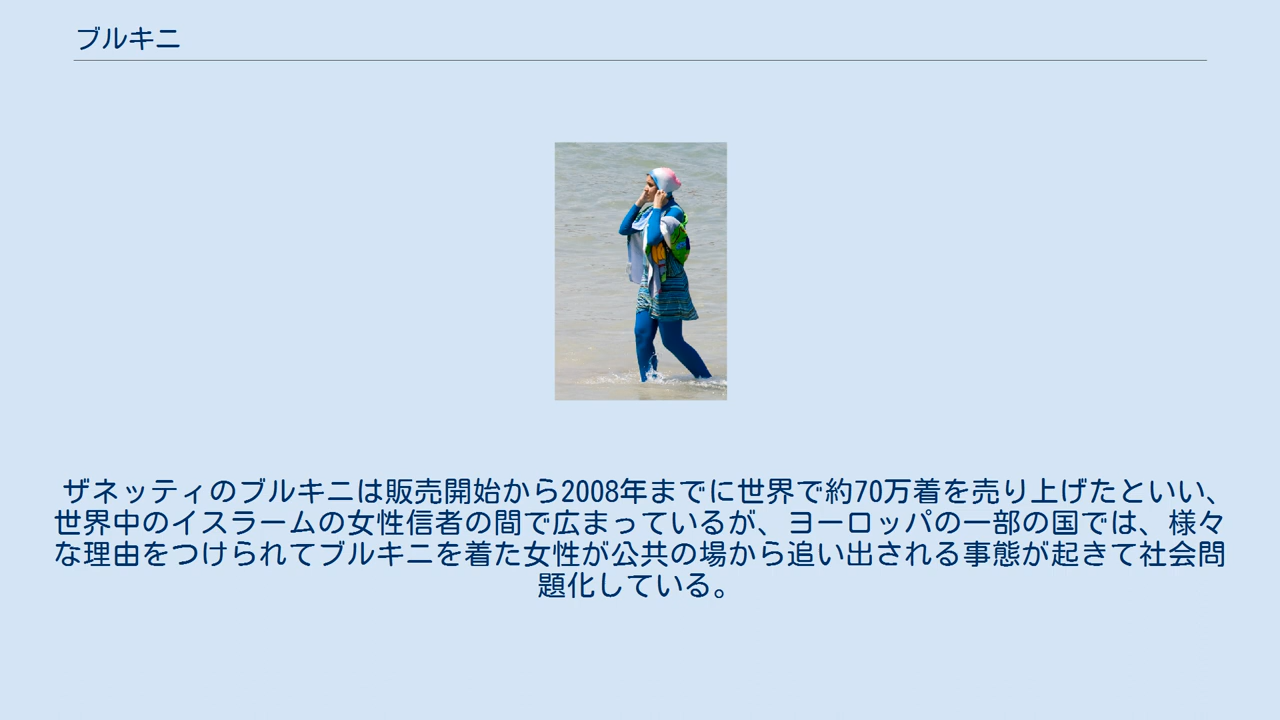 ブルキニ
ザネッティのブルキニは販売開始から2008年までに世界で約70万着を売り上げたといい、
世界中のイスラームの女性信者の間で広まっているが、ヨーロッパの一部の国では、様々
な理由をつけられてブルキニを着た女性が公共の場から追い出される事態が起きて社会問
題化している。